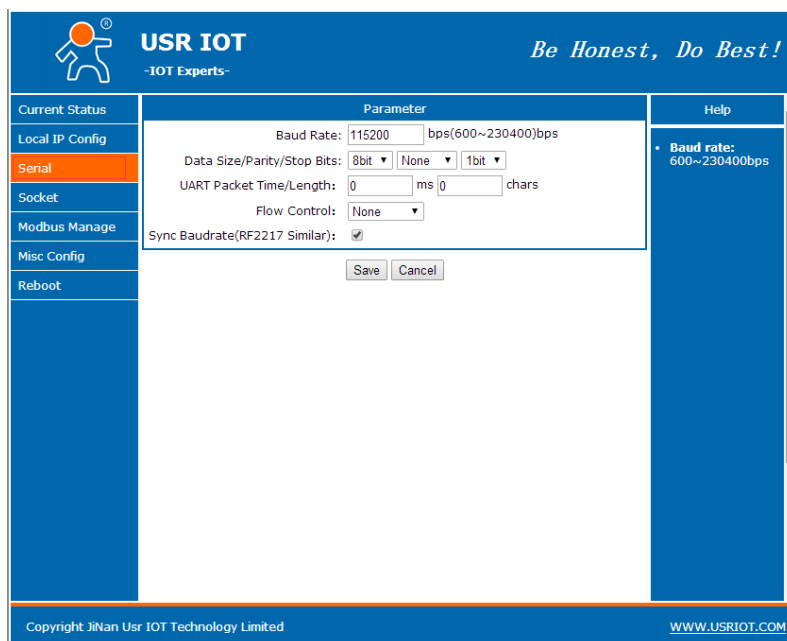 ®
USR IOT
-IOT Experts-
Be Honest, Do Best!
Current Status
Local IP Config
Serial
Socket
Modbus Manage
Misc Config
Reboot
Parameter
Baud Rate: 115200 bps(600~230400)bps
Data Size/Parity/Stop Bits: 8bit None 1bit
UART Packet Time/Length: 0 ms 0 chars
Flow Control: None
Sync Baudrate(RF2217 Similar):
Save Cancel
Help
• Baud rate:
600~230400bps
Copyright JiNan Usr IOT Technology Limited
WWW.USRIOT.COM